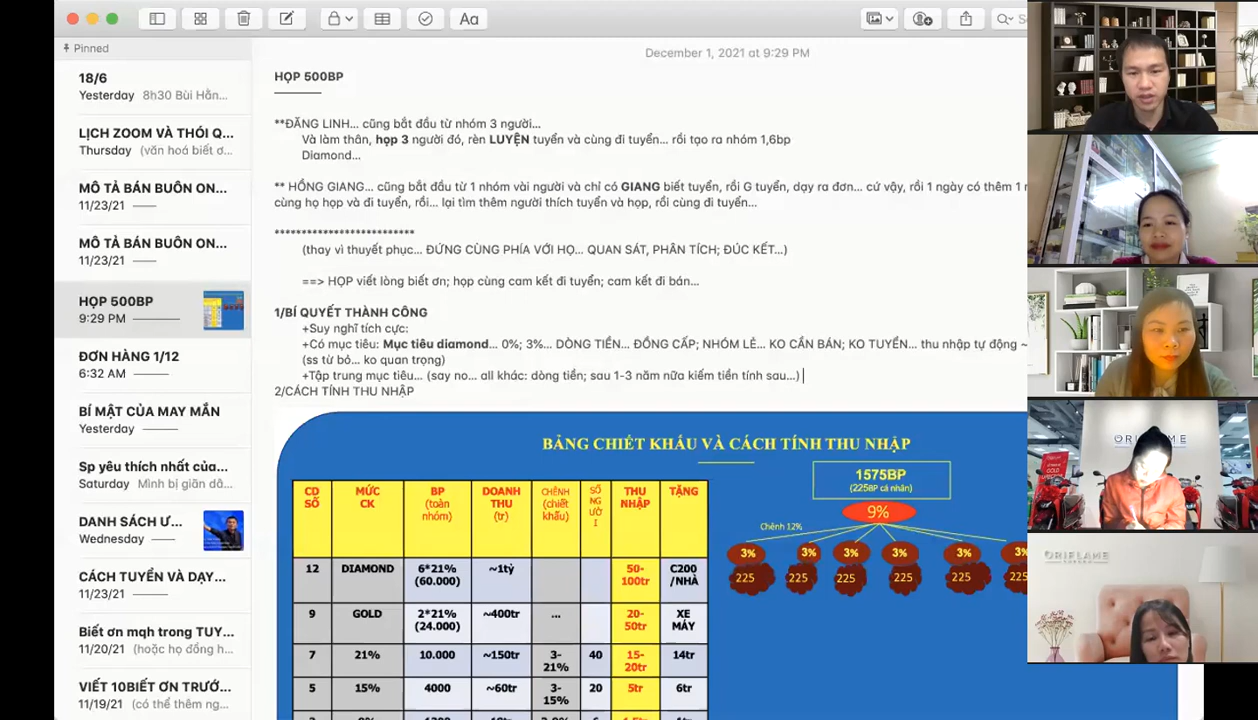 Aa
Pinned
18/6
Yesterday 8h30 Bùi Hằn...
LỊCH ZOOM VÀ THÓI Q...
Thursday (văn hoá biết ơ...
MÔ TẢ BÁN BUÔN ON...
11/23/21
MÔ TẢ BÁN BUÔN ON...
11/23/21
HỌP 500BP
9:29 PM
ĐƠN HÀNG 1/12
6:32 AM
BÍ MẬT CỦA MAY MẮN
Yesterday
Sp yêu thích nhất của...
Saturday Mình bị giãn dâ...
DANH SÁCH Ư...
Wednesday
CÁCH TUYỂN VÀ DẠY...
11/23/21
Biết ơn mqh trong TUY...
11/20/21 (hoặc họ đồng h...
VIẾT 10BIẾT ƠN TRƯỚ...
11/19/21 (có thể thêm ng...
December 1, 2021 at 9:29 PM
HỌP 500BP
**ĐĂNG LINH... cũng bắt đầu từ nhóm 3 người...
Và làm thân, họp 3 người đó, rèn LUYỆN tuyển và cùng đi tuyển... rồi tạo ra nhóm 1,6bp
Diamond...
** HỒNG GIANG... cũng bắt đầu từ 1 nhóm vài người và chỉ có GIANG biết tuyển, rồi G tuyển, dạy ra đơn... cứ vậy, rồi 1 ngày có thêm 1
cùng họ họp và đi tuyển, rồi... lại tìm thêm người thích tuyển và họp, rồi cùng đi tuyển...
**************************
(thay vì thuyết phục... ĐỨNG CÙNG PHÍA VỚI HỌ... QUAN SÁT, PHÂN TÍCH; ĐÚC KẾT...)
==> HỌP viết lòng biết ơn; họp cùng cam kết đi tuyển; cam kết đi bán...
1/BÍ QUYẾT THÀNH CÔNG
+Suy nghĩ tích cực:
+Có mục tiêu: Mục tiêu diamond... 0%; 3%... DÒNG TIỀN... ĐỒNG CẤP; NHÓM LẺ... KO CẦN BÁN; KO TUYỂN... thu nhập tự động ~
(ss từ bỏ... ko quan trọng)
+Tập trung mục tiêu... (say no... all khác: dòng tiền; sau 1-3 năm nữa kiếm tiền tính sau...)
2/CÁCH TÍNH THU NHẬP
BẢNG CHIẾT KHẤU VÀ CÁCH TÍNH THU NHẬP
CD SỐ | MỨC CK | BP (toàn nhóm) | DOANH THU (tr) | CHÊNH (chiết khấu) | SỐ NGƯỜI | THU NHẬP | TẶNG
12 | DIAMOND | 6*21% (60.000) | ~1tỷ | 50-100tr | C200 /NHÀ
9 | GOLD | 2*21% (24.000) | ~400tr | ... | 20-50tr | XE MÁY
7 | 21% | 10.000 | ~150tr | 3-21% | 40 | 15-20tr | 14tr
5 | 15% | 4000 | ~60tr | 3-15% | 20 | 5tr | 6tr
1575BP
(225BP cá nhân)
9%
Chênh 12%
3% 3% 3% 3% 3% 3%
225 225 225 225 225 225
ORIFLAME
ORIFLAME